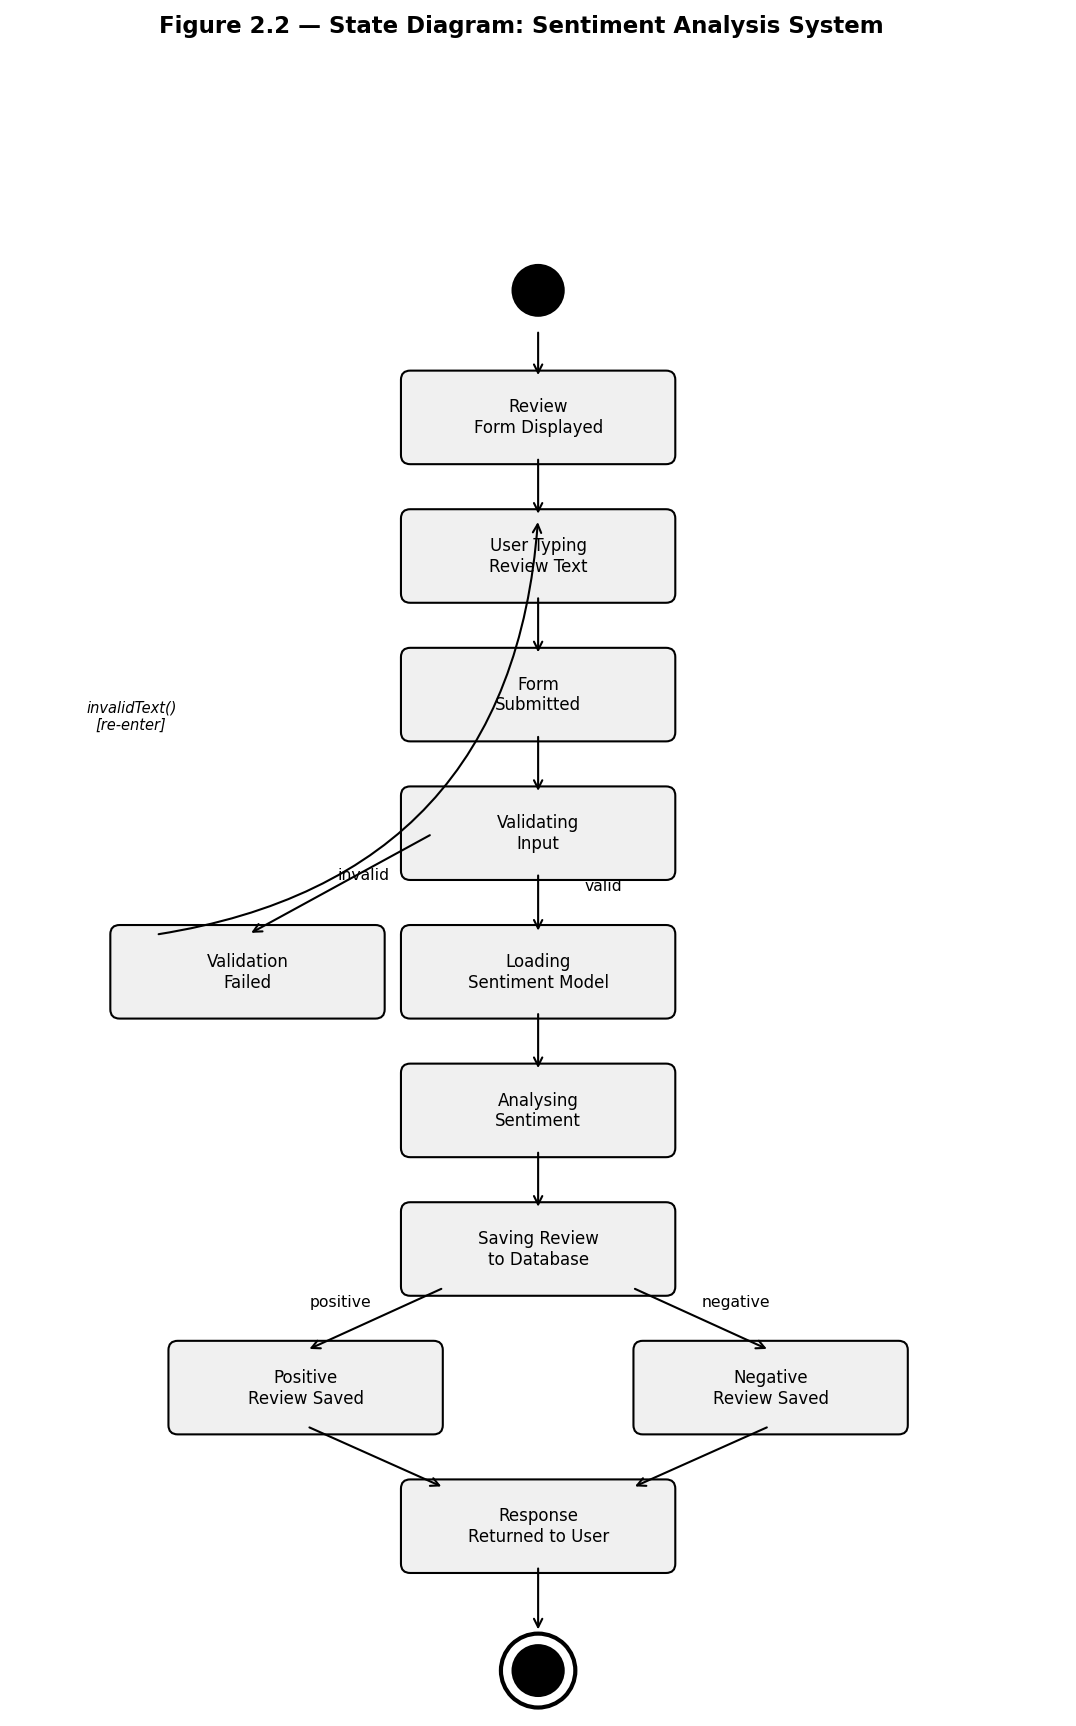 Figure 2.2 — State Diagram: Sentiment Analysis System
Review
Form Displayed
User Typing
Review Text
Form
Submitted
invalidText()
[re-enter]
Validating
Input
invalid
valid
Validation
Failed
Loading
Sentiment Model
Analysing
Sentiment
Saving Review
to Database
positive
negative
Positive
Review Saved
Negative
Review Saved
Response
Returned to User